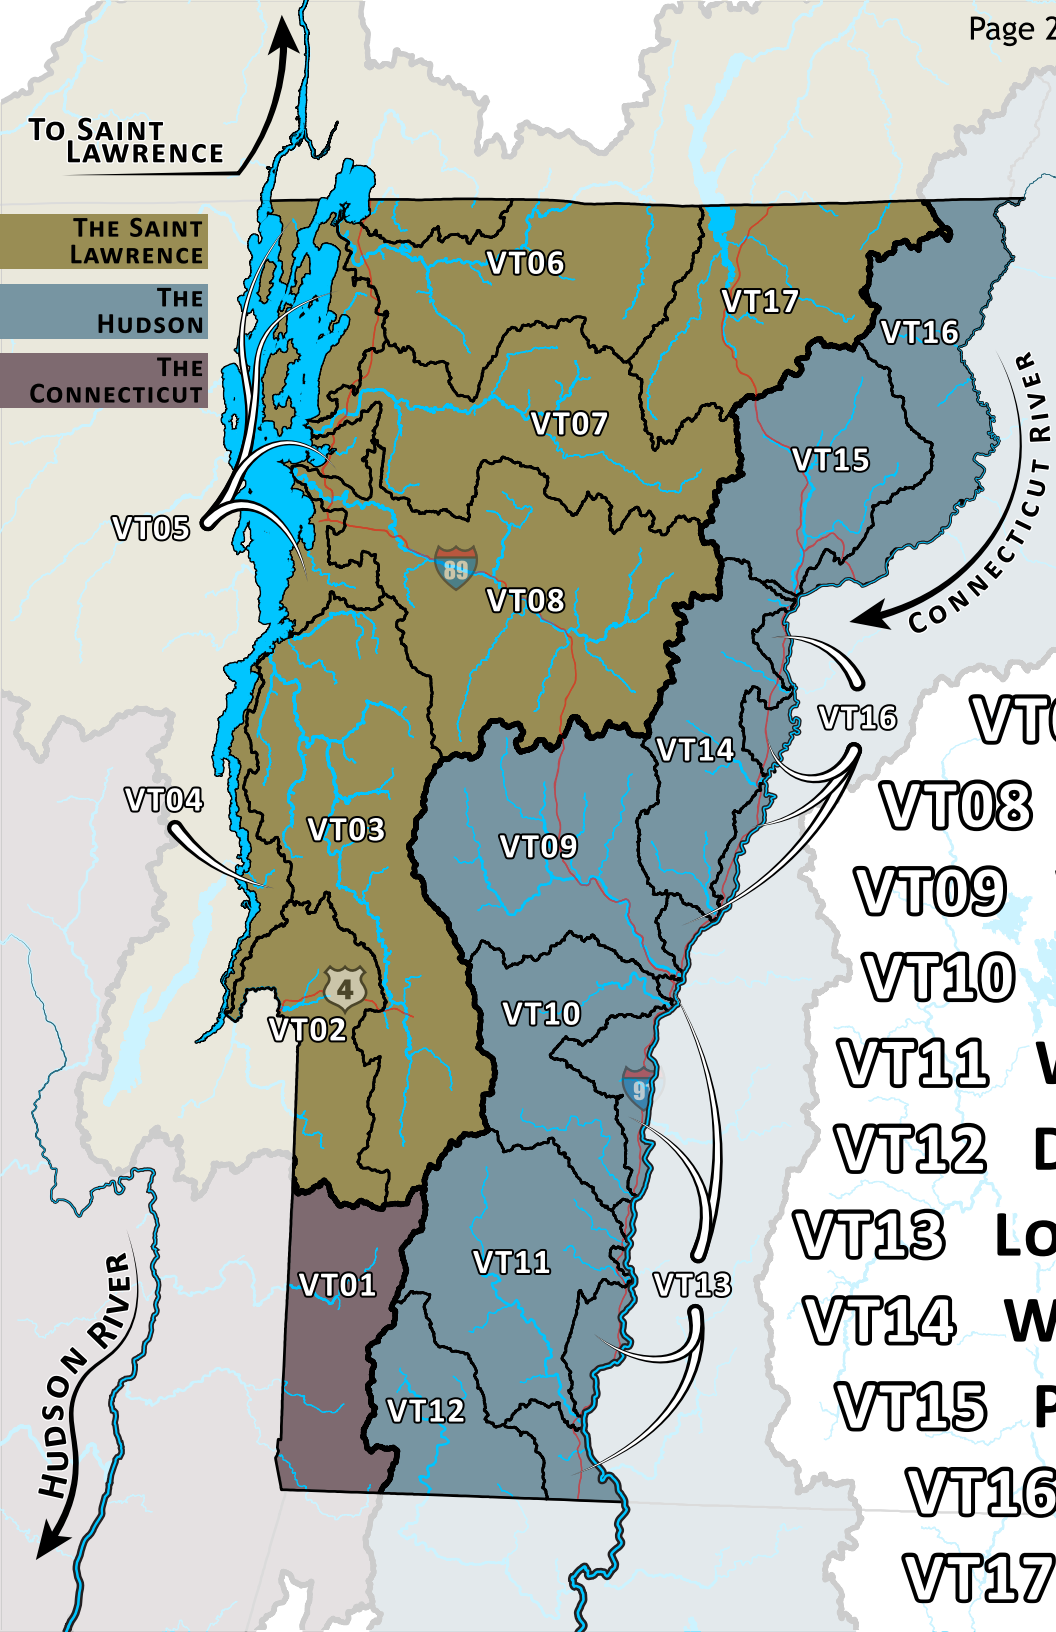 Page 2
To Saint
Lawrence
The Saint
Lawrence
The
Hudson
The
Connecticut
VT06
VT17
VT16
Connecticut River
VT07
VT15
VT05
89
VT08
VT16
VT14
VT04
VT03
VT09
4
VT02
VT10
91
VT01
VT11
VT13
VT12
Hudson River
VT0
VT08
VT09
VT10
VT11 W
VT12 D
VT13 Lo
VT14 W
VT15 P
VT16
VT17